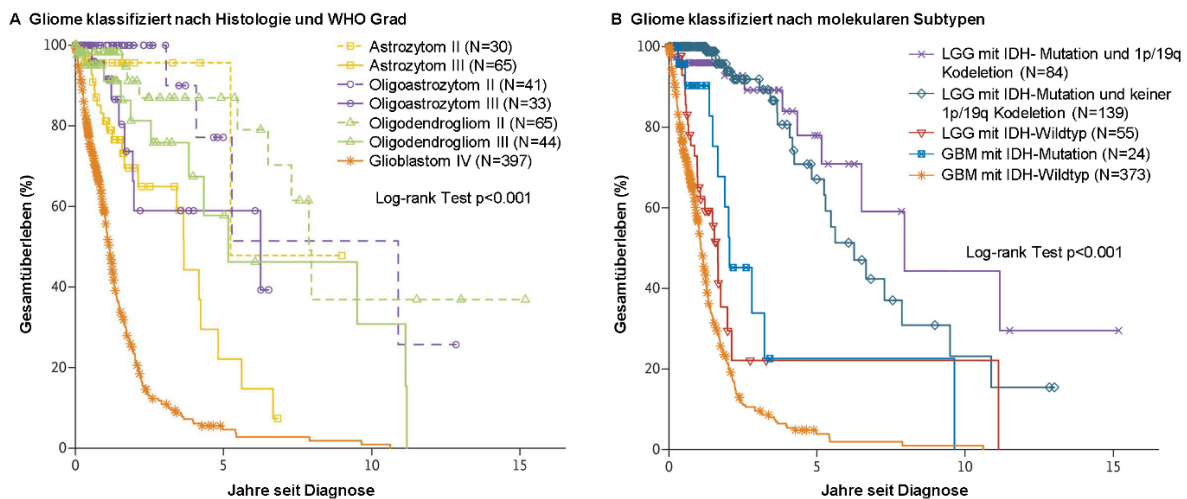 A Gliome klassifiziert nach Histologie und WHO Grad
100
80
60
40
20
0
0
5
10
15
Gesamtüberleben (%)
Jahre seit Diagnose
Astrozytom II (N=30)
Astrozytom III (N=65)
Oligoastrozytom II (N=41)
Oligoastrozytom III (N=33)
Oligodendrogliom II (N=65)
Oligodendrogliom III (N=44)
Glioblastom IV (N=397)
Log-rank Test p<0.001
B Gliome klassifiziert nach molekularen Subtypen
100
80
60
40
20
0
0
5
10
15
Gesamtüberleben (%)
Jahre seit Diagnose
LGG mit IDH- Mutation und 1p/19q
Kodeletion (N=84)
LGG mit IDH-Mutation und keiner
1p/19q Kodeletion (N=139)
LGG mit IDH-Wildtyp (N=55)
GBM mit IDH-Mutation (N=24)
GBM mit IDH-Wildtyp (N=373)
Log-rank Test p<0.001